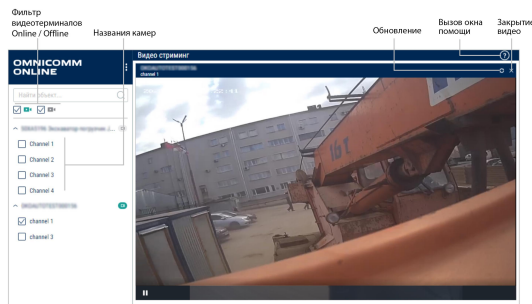 Фильтр
видеотерминалов
Online / Offline
Названия камер
Обновление
Вызов окна
помощи
Закрытие
видео
OMNICOMM
ONLINE
Видео стриминг
?
channel 1
Найти объект...
Экскаватор-погрузчик
Channel 1
Channel 2
Channel 3
Channel 4
channel 1
channel 3
16т